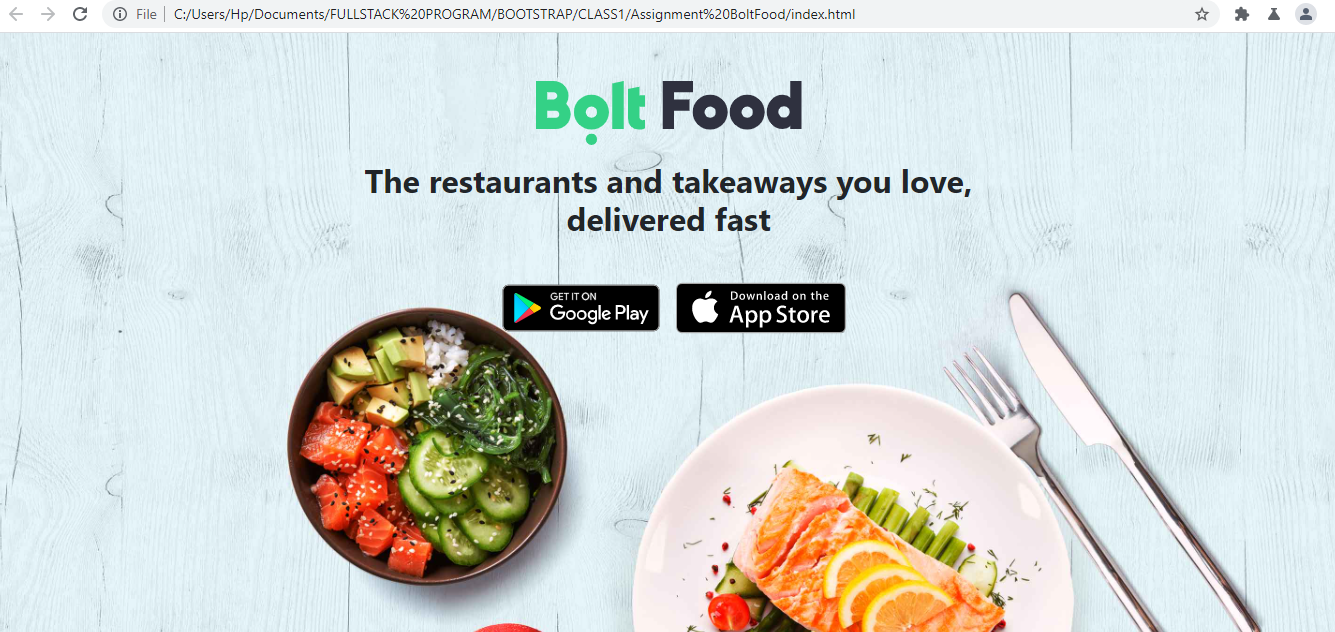 File
C:/Users/Hp/Documents/FULLSTACK%20PROGRAM/BOOTSTRAP/CLASS1/Assignment%20BoltFood/index.html
Bolt Food
The restaurants and takeaways you love,
delivered fast
GET IT ON
Google Play
Download on the
App Store